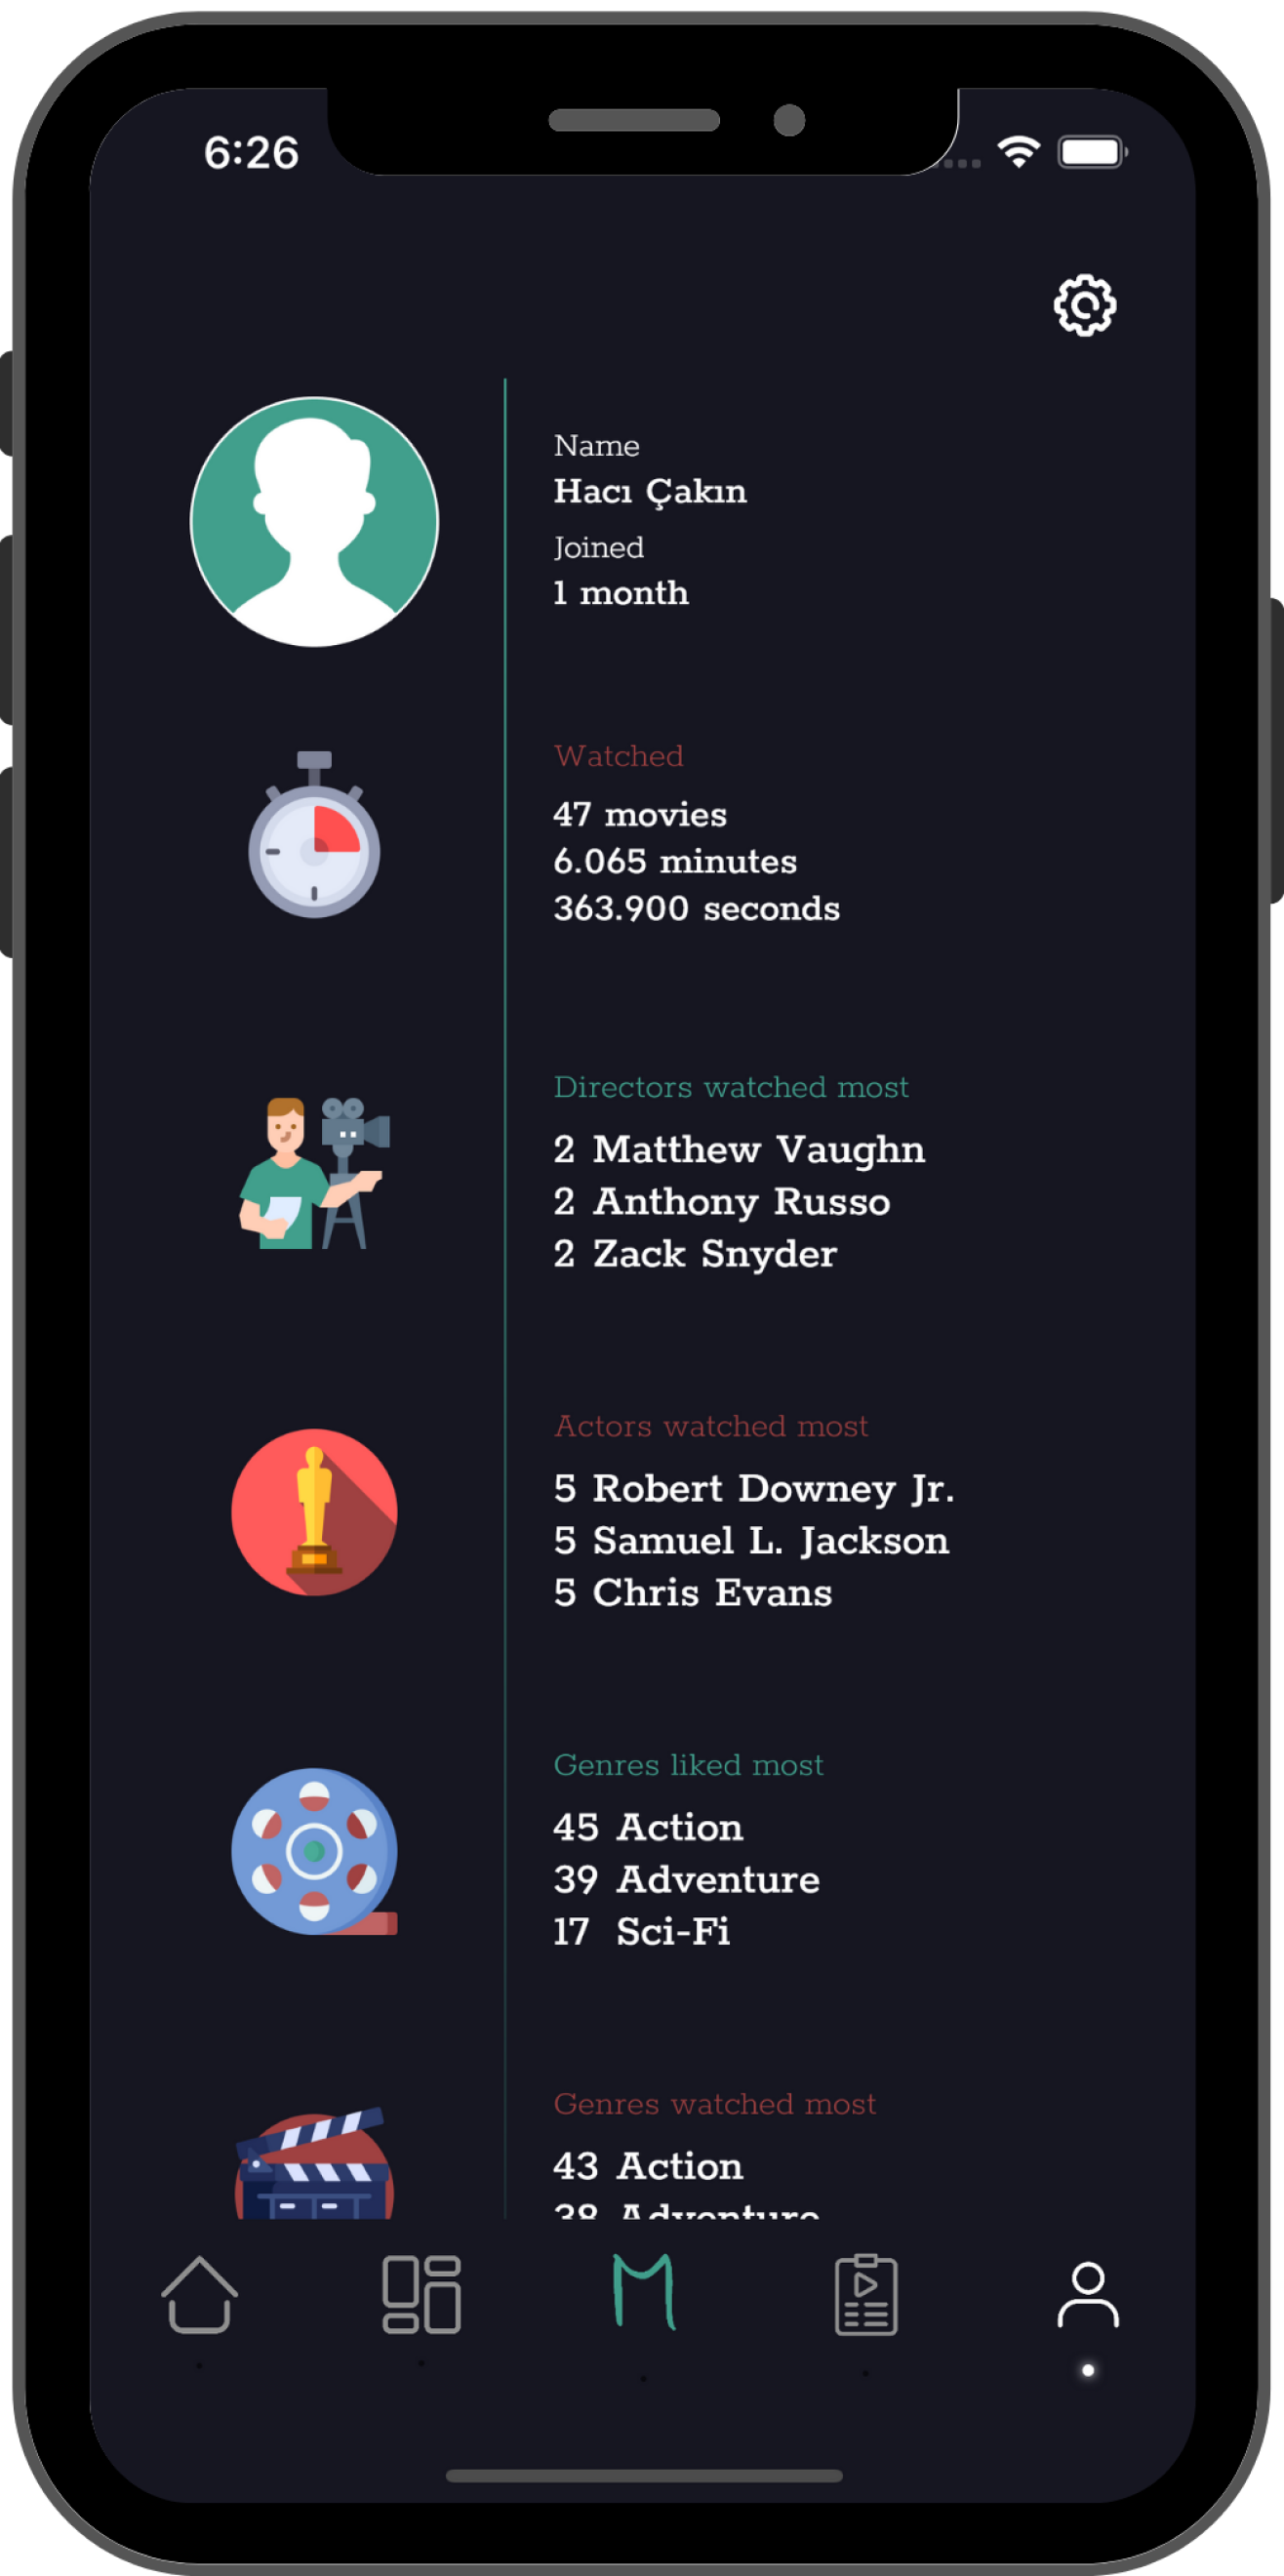 6:26
Name
Hacı Çakın
Joined
1 month
Watched
47 movies
6.065 minutes
363.900 seconds
Directors watched most
2 Matthew Vaughn
2 Anthony Russo
2 Zack Snyder
Actors watched most
5 Robert Downey Jr.
5 Samuel L. Jackson
5 Chris Evans
Genres liked most
45 Action
39 Adventure
17 Sci-Fi
Genres watched most
43 Action
38 Adventure
M